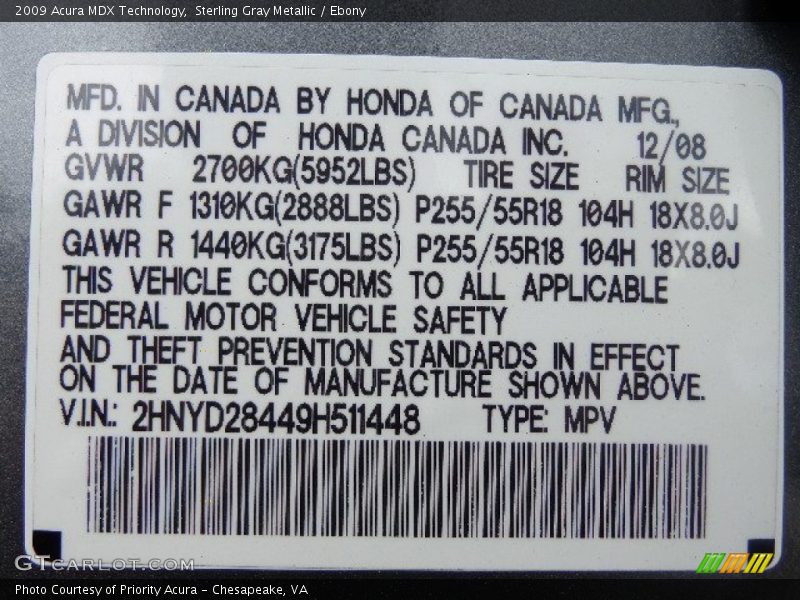 2009 Acura MDX Technology,  Sterling Gray Metallic / Ebony
MFD. IN CANADA BY HONDA OF CANADA MFG.,
A DIVISION OF HONDA CANADA INC. 12/08
GVWR 2700KG(5952LBS) TIRE SIZE RIM SIZE
GAWR F 1310KG(2888LBS) P255/55R18 104H 18X8.0J
GAWR R 1440KG(3175LBS) P255/55R18 104H 18X8.0J
THIS VEHICLE CONFORMS TO ALL APPLICABLE
FEDERAL MOTOR VEHICLE SAFETY
AND THEFT PREVENTION STANDARDS IN EFFECT
ON THE DATE OF MANUFACTURE SHOWN ABOVE.
V.I.N.: 2HNYD28449H511448 TYPE: MPV
GTCARLOT.COM
Photo Courtesy of Priority Acura - Chesapeake, VA